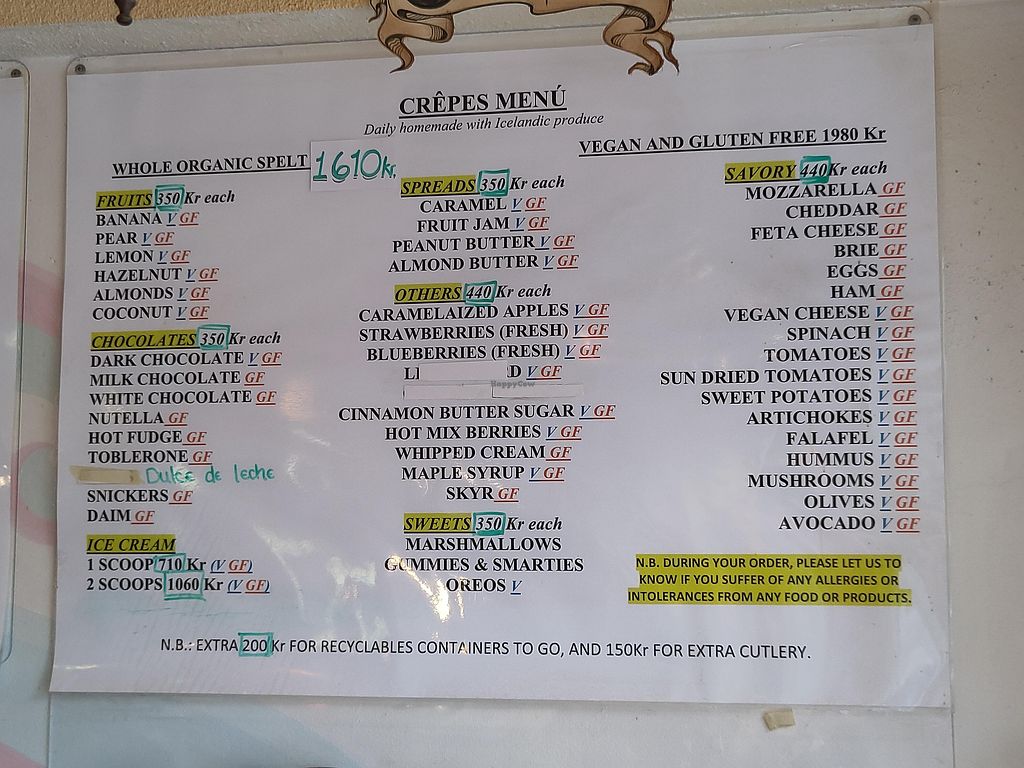 CRÊPES MENÚ
Daily homemade with Icelandic produce
WHOLE ORGANIC SPELT 1610 kr.
VEGAN AND GLUTEN FREE 1980 Kr
FRUITS 350 Kr each
BANANA V GF
PEAR V GF
LEMON V GF
HAZELNUT V GF
ALMONDS V GF
COCONUT V GF
CHOCOLATES 350 Kr each
DARK CHOCOLATE V GF
MILK CHOCOLATE GF
WHITE CHOCOLATE GF
NUTELLA GF
HOT FUDGE GF
TOBLERONE GF
Dulce de leche
SNICKERS GF
DAIM GF
ICE CREAM
1 SCOOP 710 Kr (V GF)
2 SCOOPS 1060 Kr (V GF)
SPREADS 350 Kr each
CARAMEL V GF
FRUIT JAM V GF
PEANUT BUTTER V GF
ALMOND BUTTER V GF
OTHERS 440 Kr each
CARAMELAIZED APPLES V GF
STRAWBERRIES (FRESH) V GF
BLUEBERRIES (FRESH) V GF
D V GF
HappyCow
CINNAMON BUTTER SUGAR V GF
HOT MIX BERRIES V GF
WHIPPED CREAM GF
MAPLE SYRUP V GF
SKYR GF
SWEETS 350 Kr each
MARSHMALLOWS
GUMMIES & SMARTIES
OREOS V
SAVORY 440 Kr each
MOZZARELLA GF
CHEDDAR GF
FETA CHEESE GF
BRIE GF
EGGS GF
HAM GF
VEGAN CHEESE V GF
SPINACH V GF
TOMATOES V GF
SUN DRIED TOMATOES V GF
SWEET POTATOES V GF
ARTICHOKES V GF
FALAFEL V GF
HUMMUS V GF
MUSHROOMS V GF
OLIVES V GF
AVOCADO V GF
N.B. DURING YOUR ORDER, PLEASE LET US TO
KNOW IF YOU SUFFER OF ANY ALLERGIES OR
INTOLERANCES FROM ANY FOOD OR PRODUCTS.
N.B.: EXTRA 200 Kr FOR RECYCLABLES CONTAINERS TO GO, AND 150Kr FOR EXTRA CUTLERY.